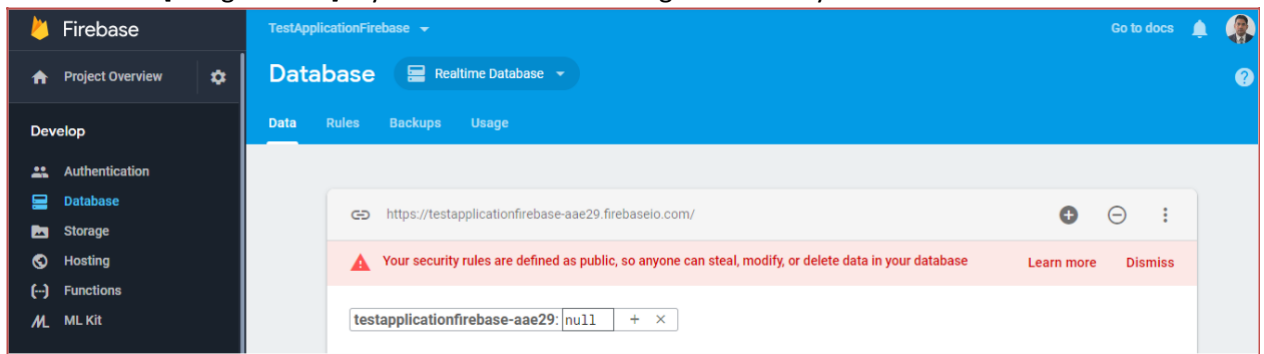 Firebase
TestApplicationFirebase
Go to docs
Project Overview
Database
Realtime Database
Develop
Data Rules Backups Usage
Authentication
Database
Storage
Hosting
Functions
ML Kit
https://testapplicationfirebase-aae29.firebaseio.com/
Your security rules are defined as public, so anyone can steal, modify, or delete data in your database
Learn more Dismiss
testapplicationfirebase-aae29: null